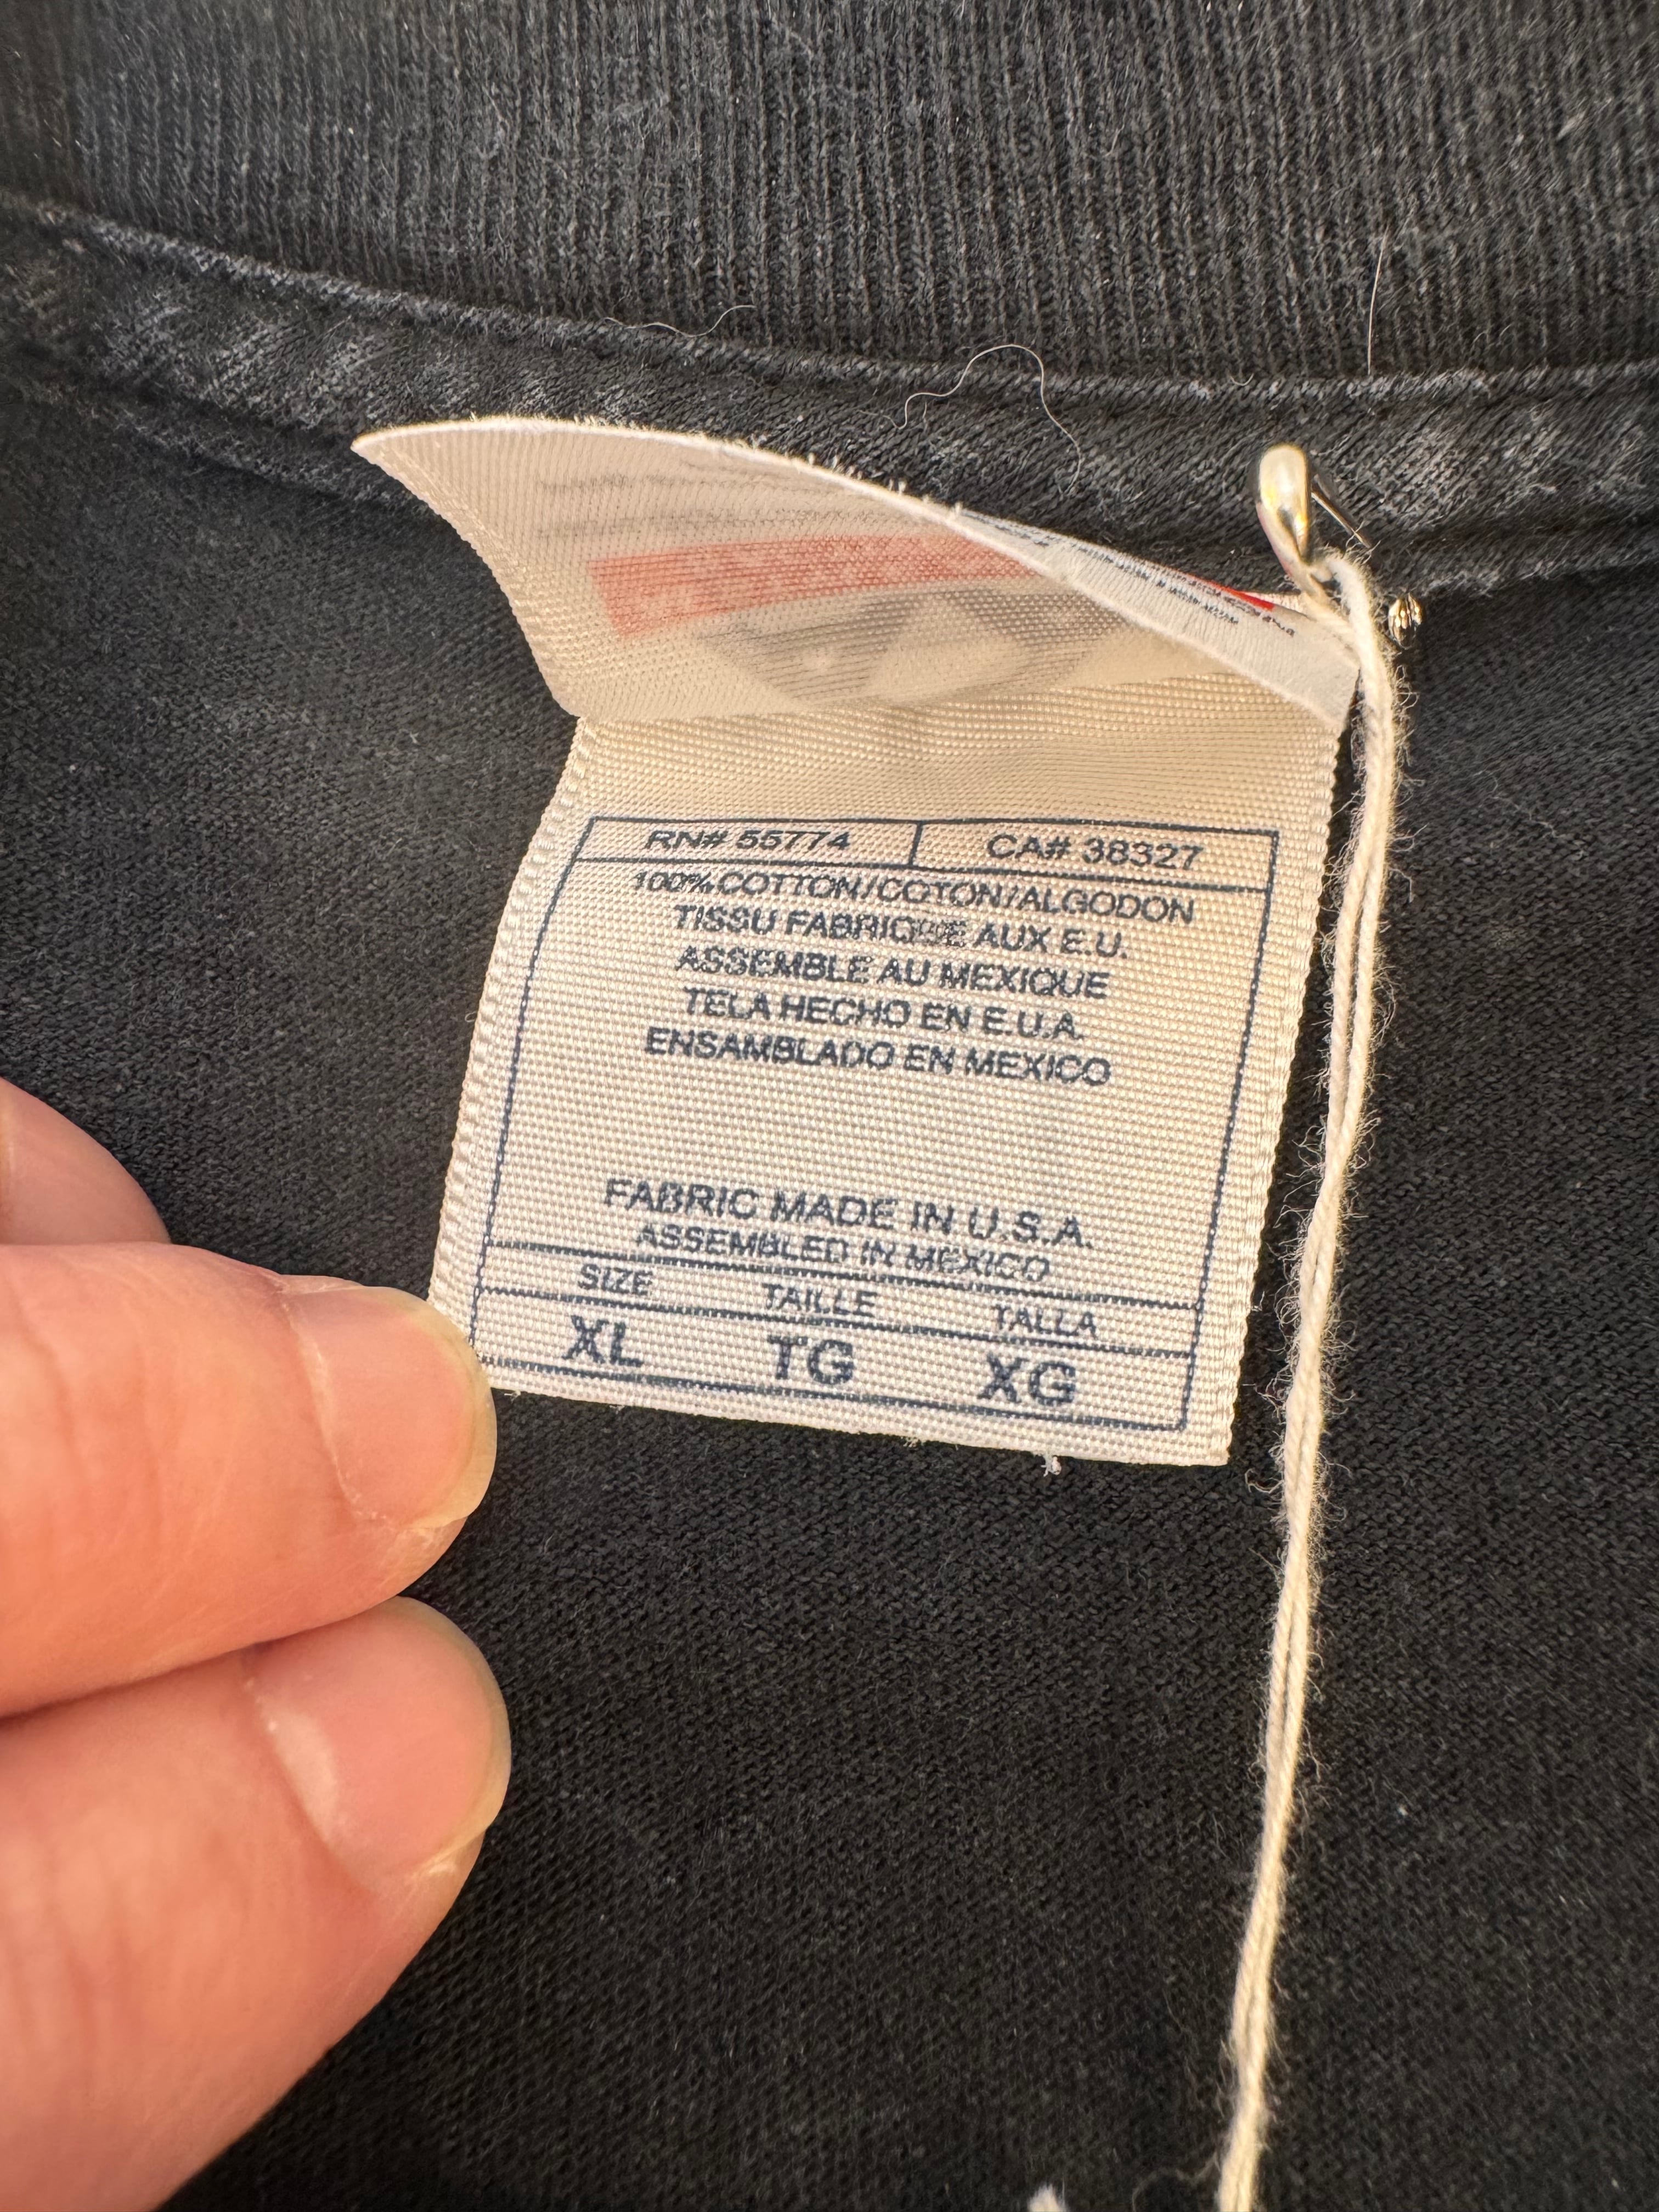 RN# 55774 CA# 38327
100% COTTON/COTON/ALGODON
TISSU FABRIQUE AUX E.U.
ASSEMBLE AU MEXIQUE
TELA HECHO EN E.U.A.
ENSAMBLADO EN MEXICO
FABRIC MADE IN U.S.A.
ASSEMBLED IN MEXICO
SIZE TAILLE TALLA
XL TG XG